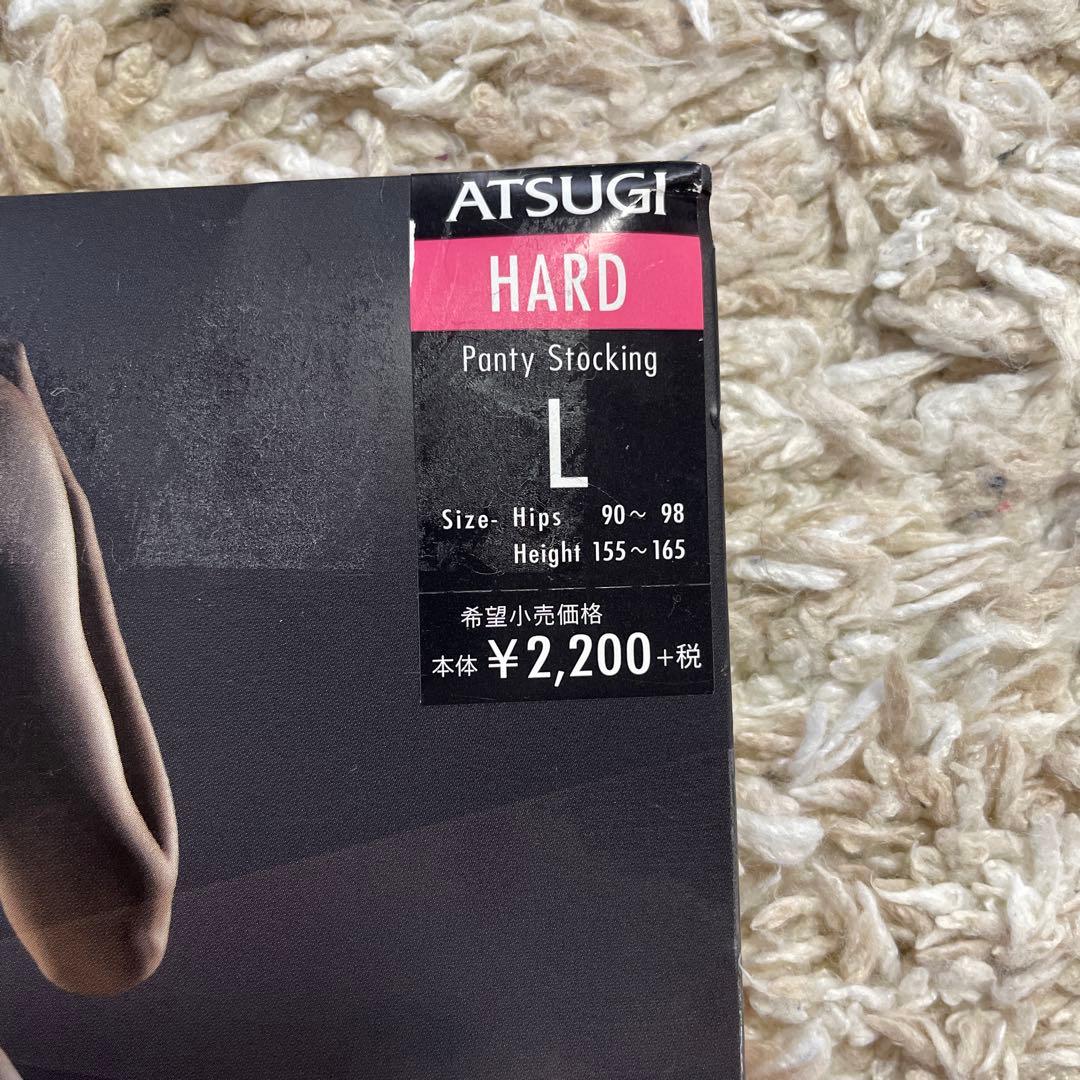 ATSUGI
HARD
Panty Stocking
L
Size- Hips 90～ 98
Height 155～165
希望小売価格
本体 ¥2,200+税